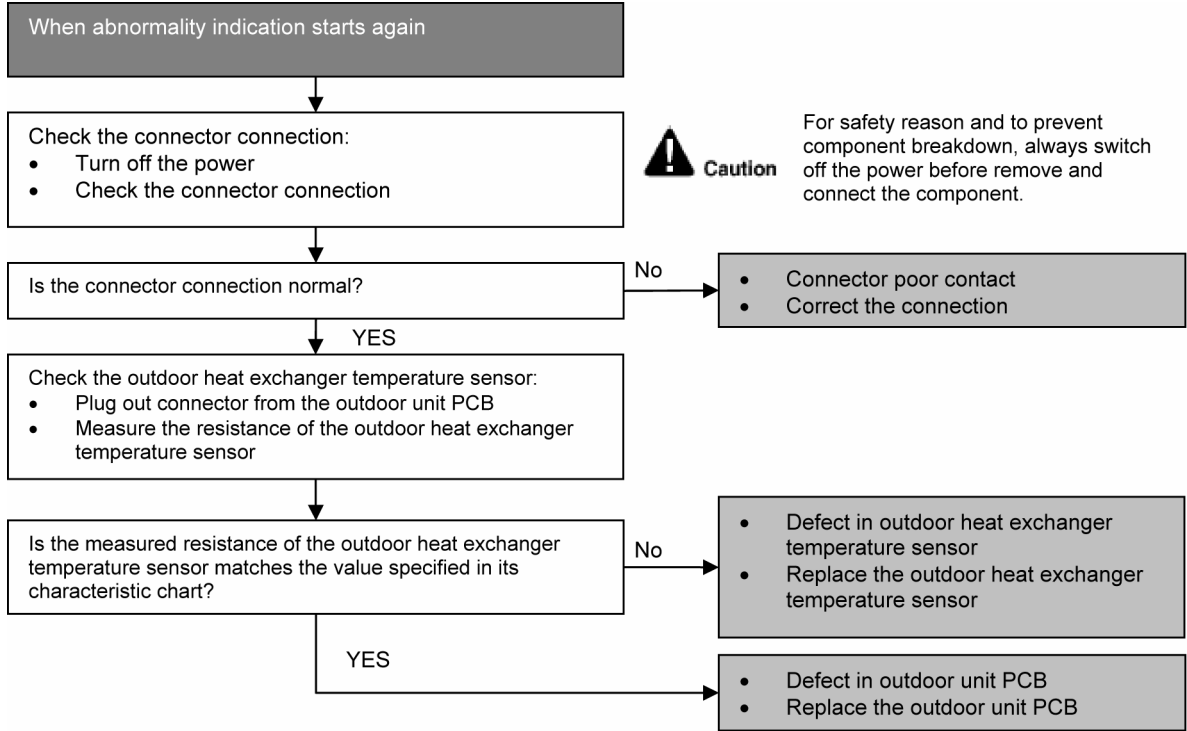 When abnormality indication starts again
Check the connector connection:
• Turn off the power
• Check the connector connection
Caution
For safety reason and to prevent
component breakdown, always switch
off the power before remove and
connect the component.
Is the connector connection normal?
No
• Connector poor contact
• Correct the connection
YES
Check the outdoor heat exchanger temperature sensor:
• Plug out connector from the outdoor unit PCB
• Measure the resistance of the outdoor heat exchanger
temperature sensor
Is the measured resistance of the outdoor heat exchanger
temperature sensor matches the value specified in its
characteristic chart?
No
• Defect in outdoor heat exchanger
temperature sensor
• Replace the outdoor heat exchanger
temperature sensor
YES
• Defect in outdoor unit PCB
• Replace the outdoor unit PCB